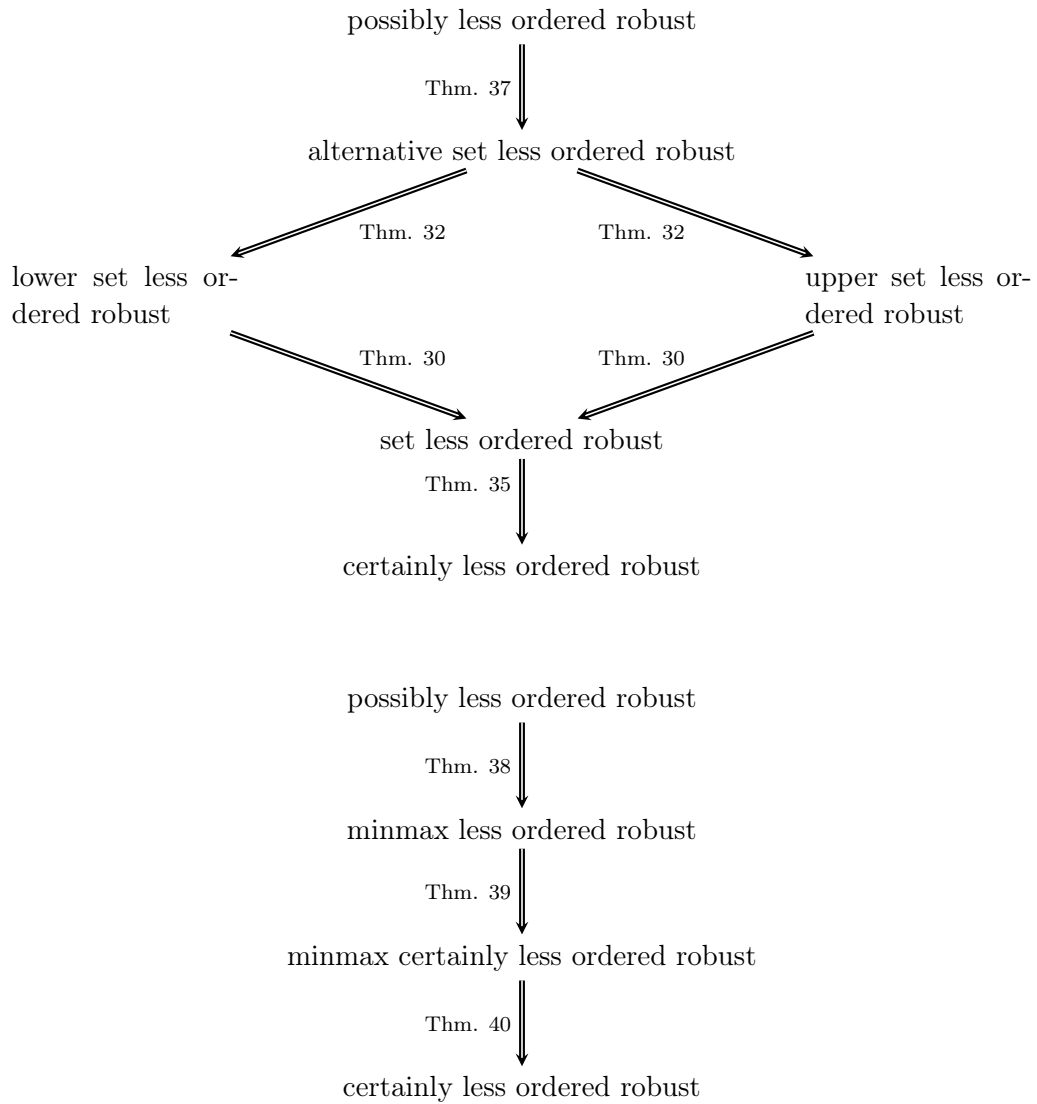 possibly less ordered robust
Thm. 37
alternative set less ordered robust
Thm. 32
Thm. 32
lower set less or-
dered robust
upper set less or-
dered robust
Thm. 30
Thm. 30
set less ordered robust
Thm. 35
certainly less ordered robust
possibly less ordered robust
Thm. 38
minmax less ordered robust
Thm. 39
minmax certainly less ordered robust
Thm. 40
certainly less ordered robust